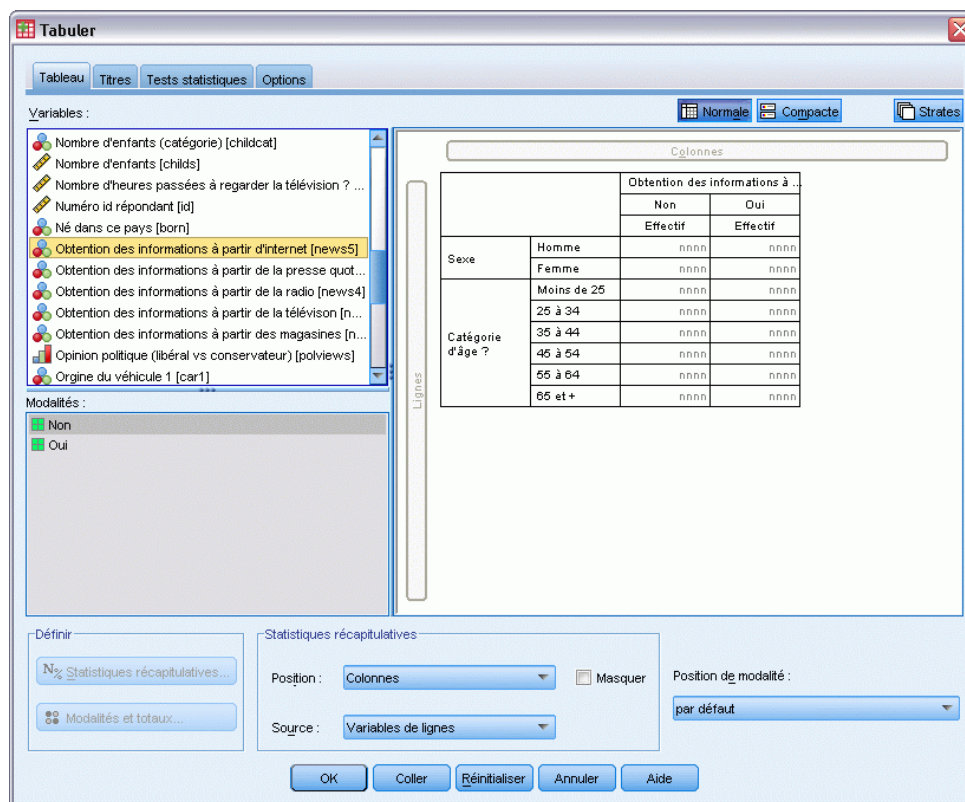 Tabuler
Tableau Titres Tests statistiques Options
Variables :
Normale Compacte Strates
Nombre d'enfants (catégorie) [childcat]
Nombre d'enfants [childs]
Nombre d'heures passées à regarder la télévision ? ...
Numéro id répondant [id]
Né dans ce pays [born]
Obtention des informations à partir d'internet [news5]
Obtention des informations à partir de la presse quot...
Obtention des informations à partir de la radio [news4]
Obtention des informations à partir de la télévison [n...
Obtention des informations à partir des magasines [n...
Opinion politique (libéral vs conservateur) [polviews]
Orgine du véhicule 1 [car1]
Modalités :
Non
Oui
Colonnes
Lignes
Obtention des informations à ...
Non Oui
Effectif Effectif
Sexe
Homme nnnn nnnn
Femme nnnn nnnn
Catégorie
d'âge ?
Moins de 25 nnnn nnnn
25 à 34 nnnn nnnn
35 à 44 nnnn nnnn
45 à 54 nnnn nnnn
55 à 64 nnnn nnnn
65 et + nnnn nnnn
Définir
N% Statistiques récapitulatives...
Modalités et totaux...
Statistiques récapitulatives
Position : Colonnes Masquer
Source : Variables de lignes
Position de modalité :
par défaut
OK Coller Réinitialiser Annuler Aide